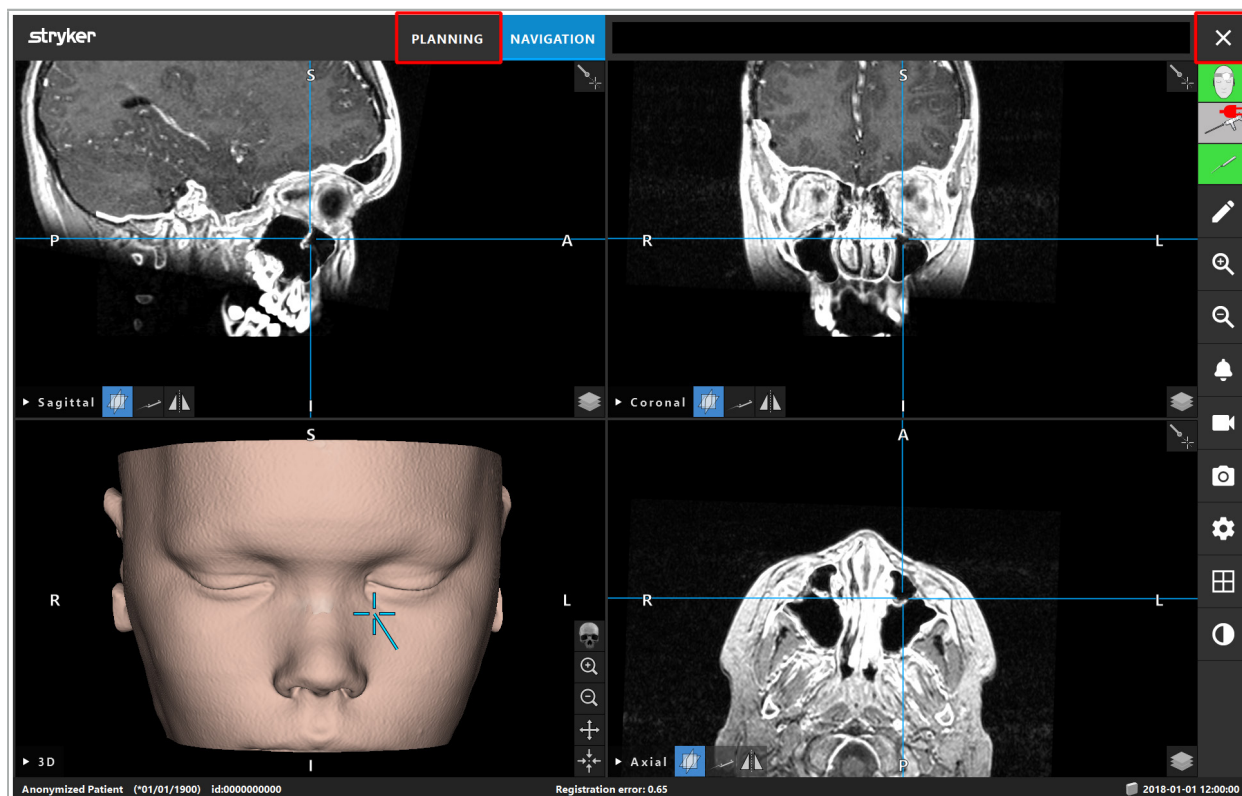 stryker
PLANNING
NAVIGATION
S
P
A
Sagittal
I
S
R
L
Coronal
I
S
R
L
3D
I
A
R
L
Axial
P
Anonymized Patient (*01/01/1900) id:0000000000
Registration error: 0.65
2018-01-01 12:00:00